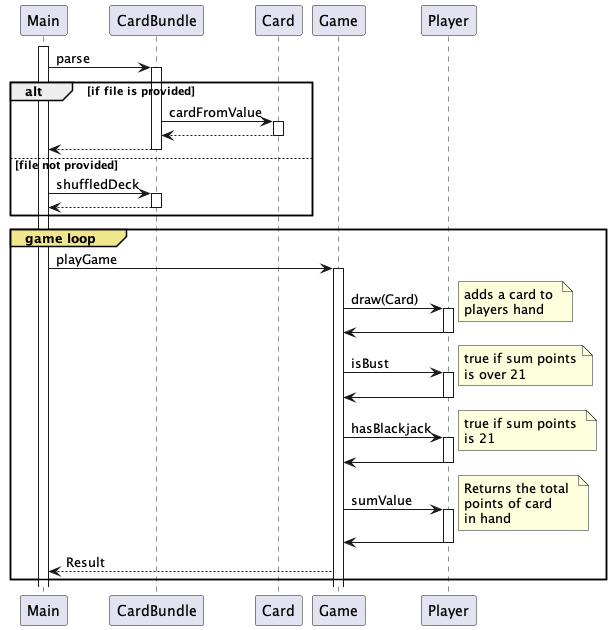 Main
CardBundle
Card
Game
Player
parse
alt
[if file is provided]
cardFromValue
[file not provided]
shuffledDeck
game loop
playGame
draw(Card)
adds a card to
players hand
isBust
true if sum points
is over 21
hasBlackjack
true if sum points
is 21
sumValue
Returns the total
points of card
in hand
Result
Main
CardBundle
Card
Game
Player